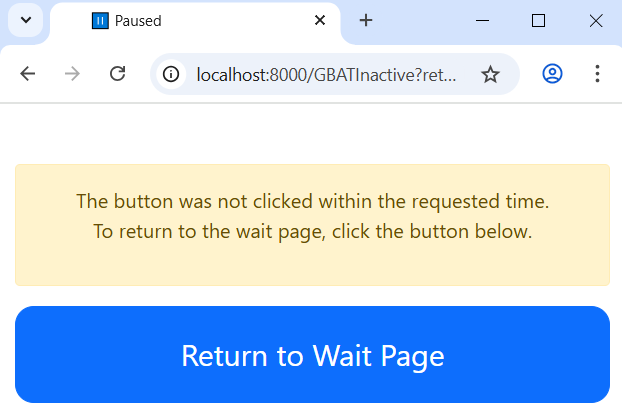 Paused
localhost:8000/GBATInactive?ret...
The button was not clicked within the requested time.
To return to the wait page, click the button below.
Return to Wait Page